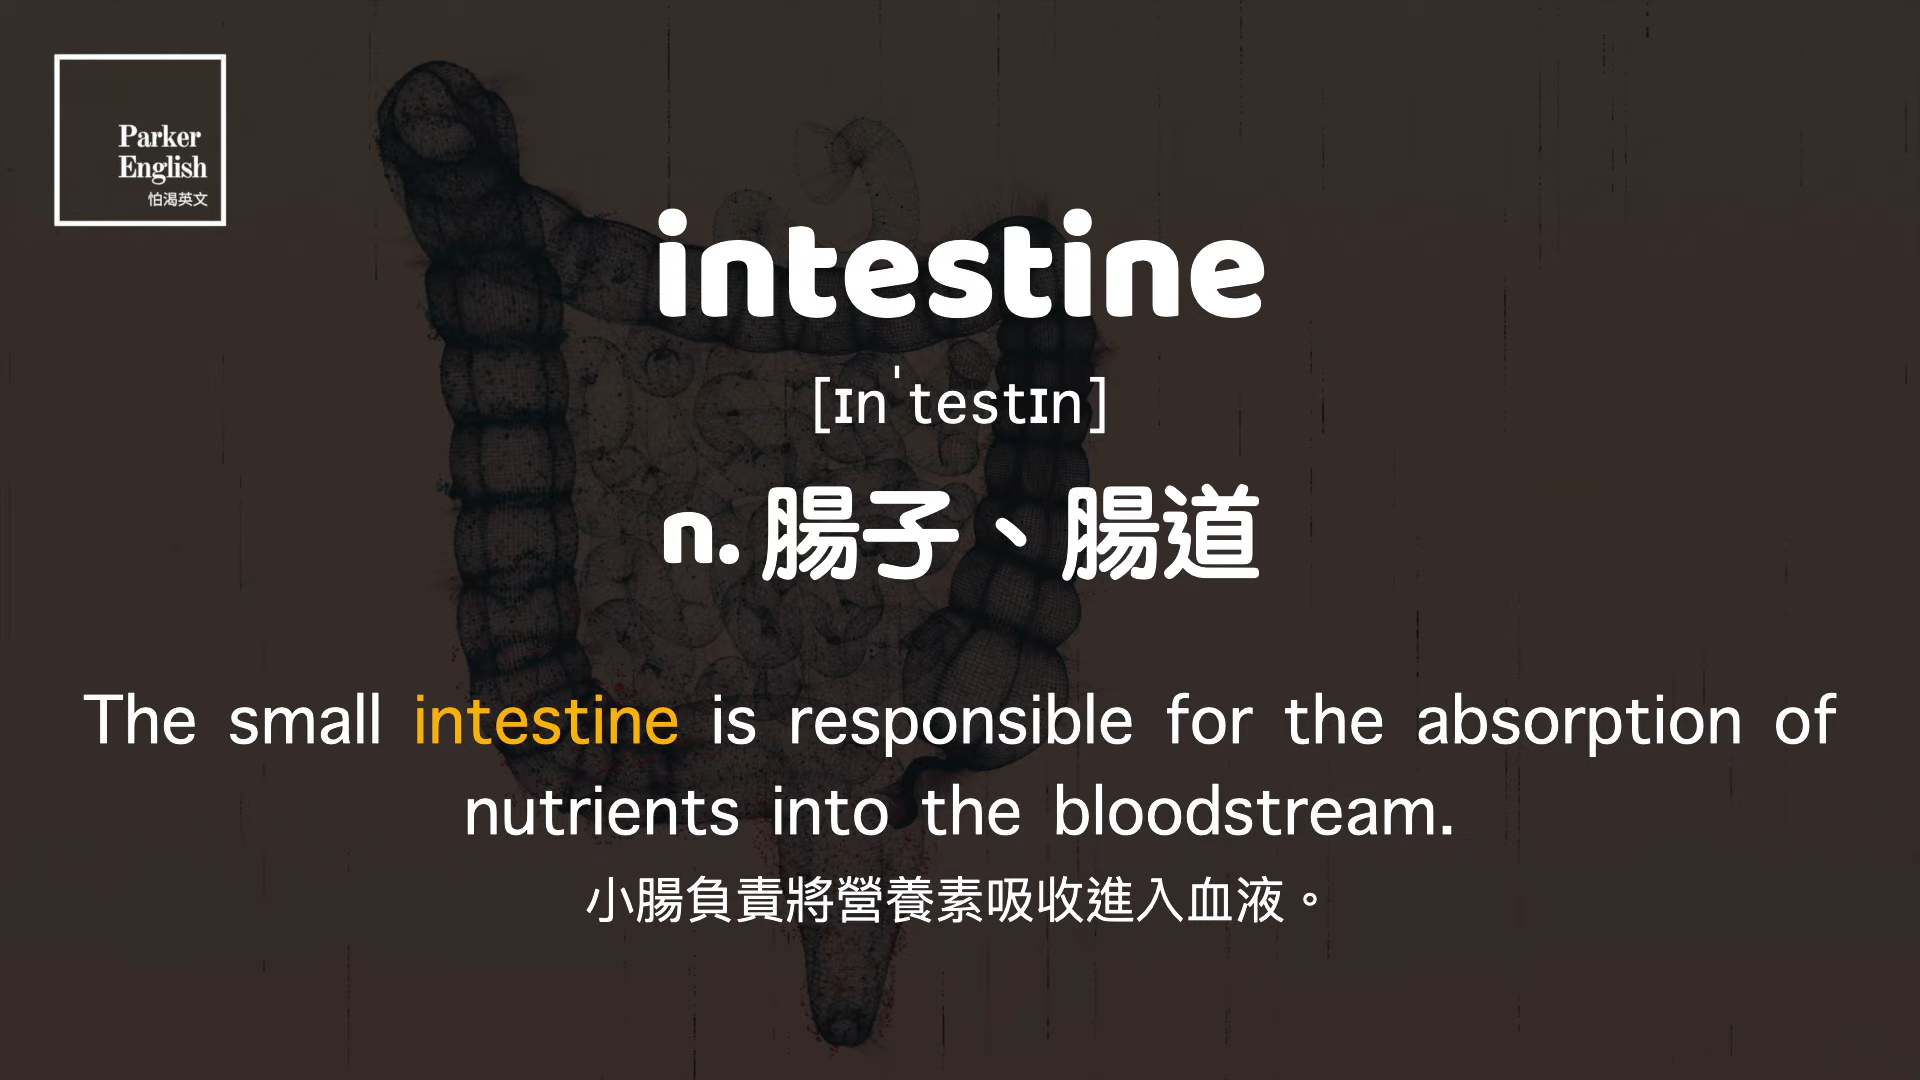 Parker
English
怕渴英文
intestine
[ɪnˈtestɪn]
n. 腸子、腸道
The small intestine is responsible for the absorption of
nutrients into the bloodstream.
小腸負責將營養素吸收進入血液。